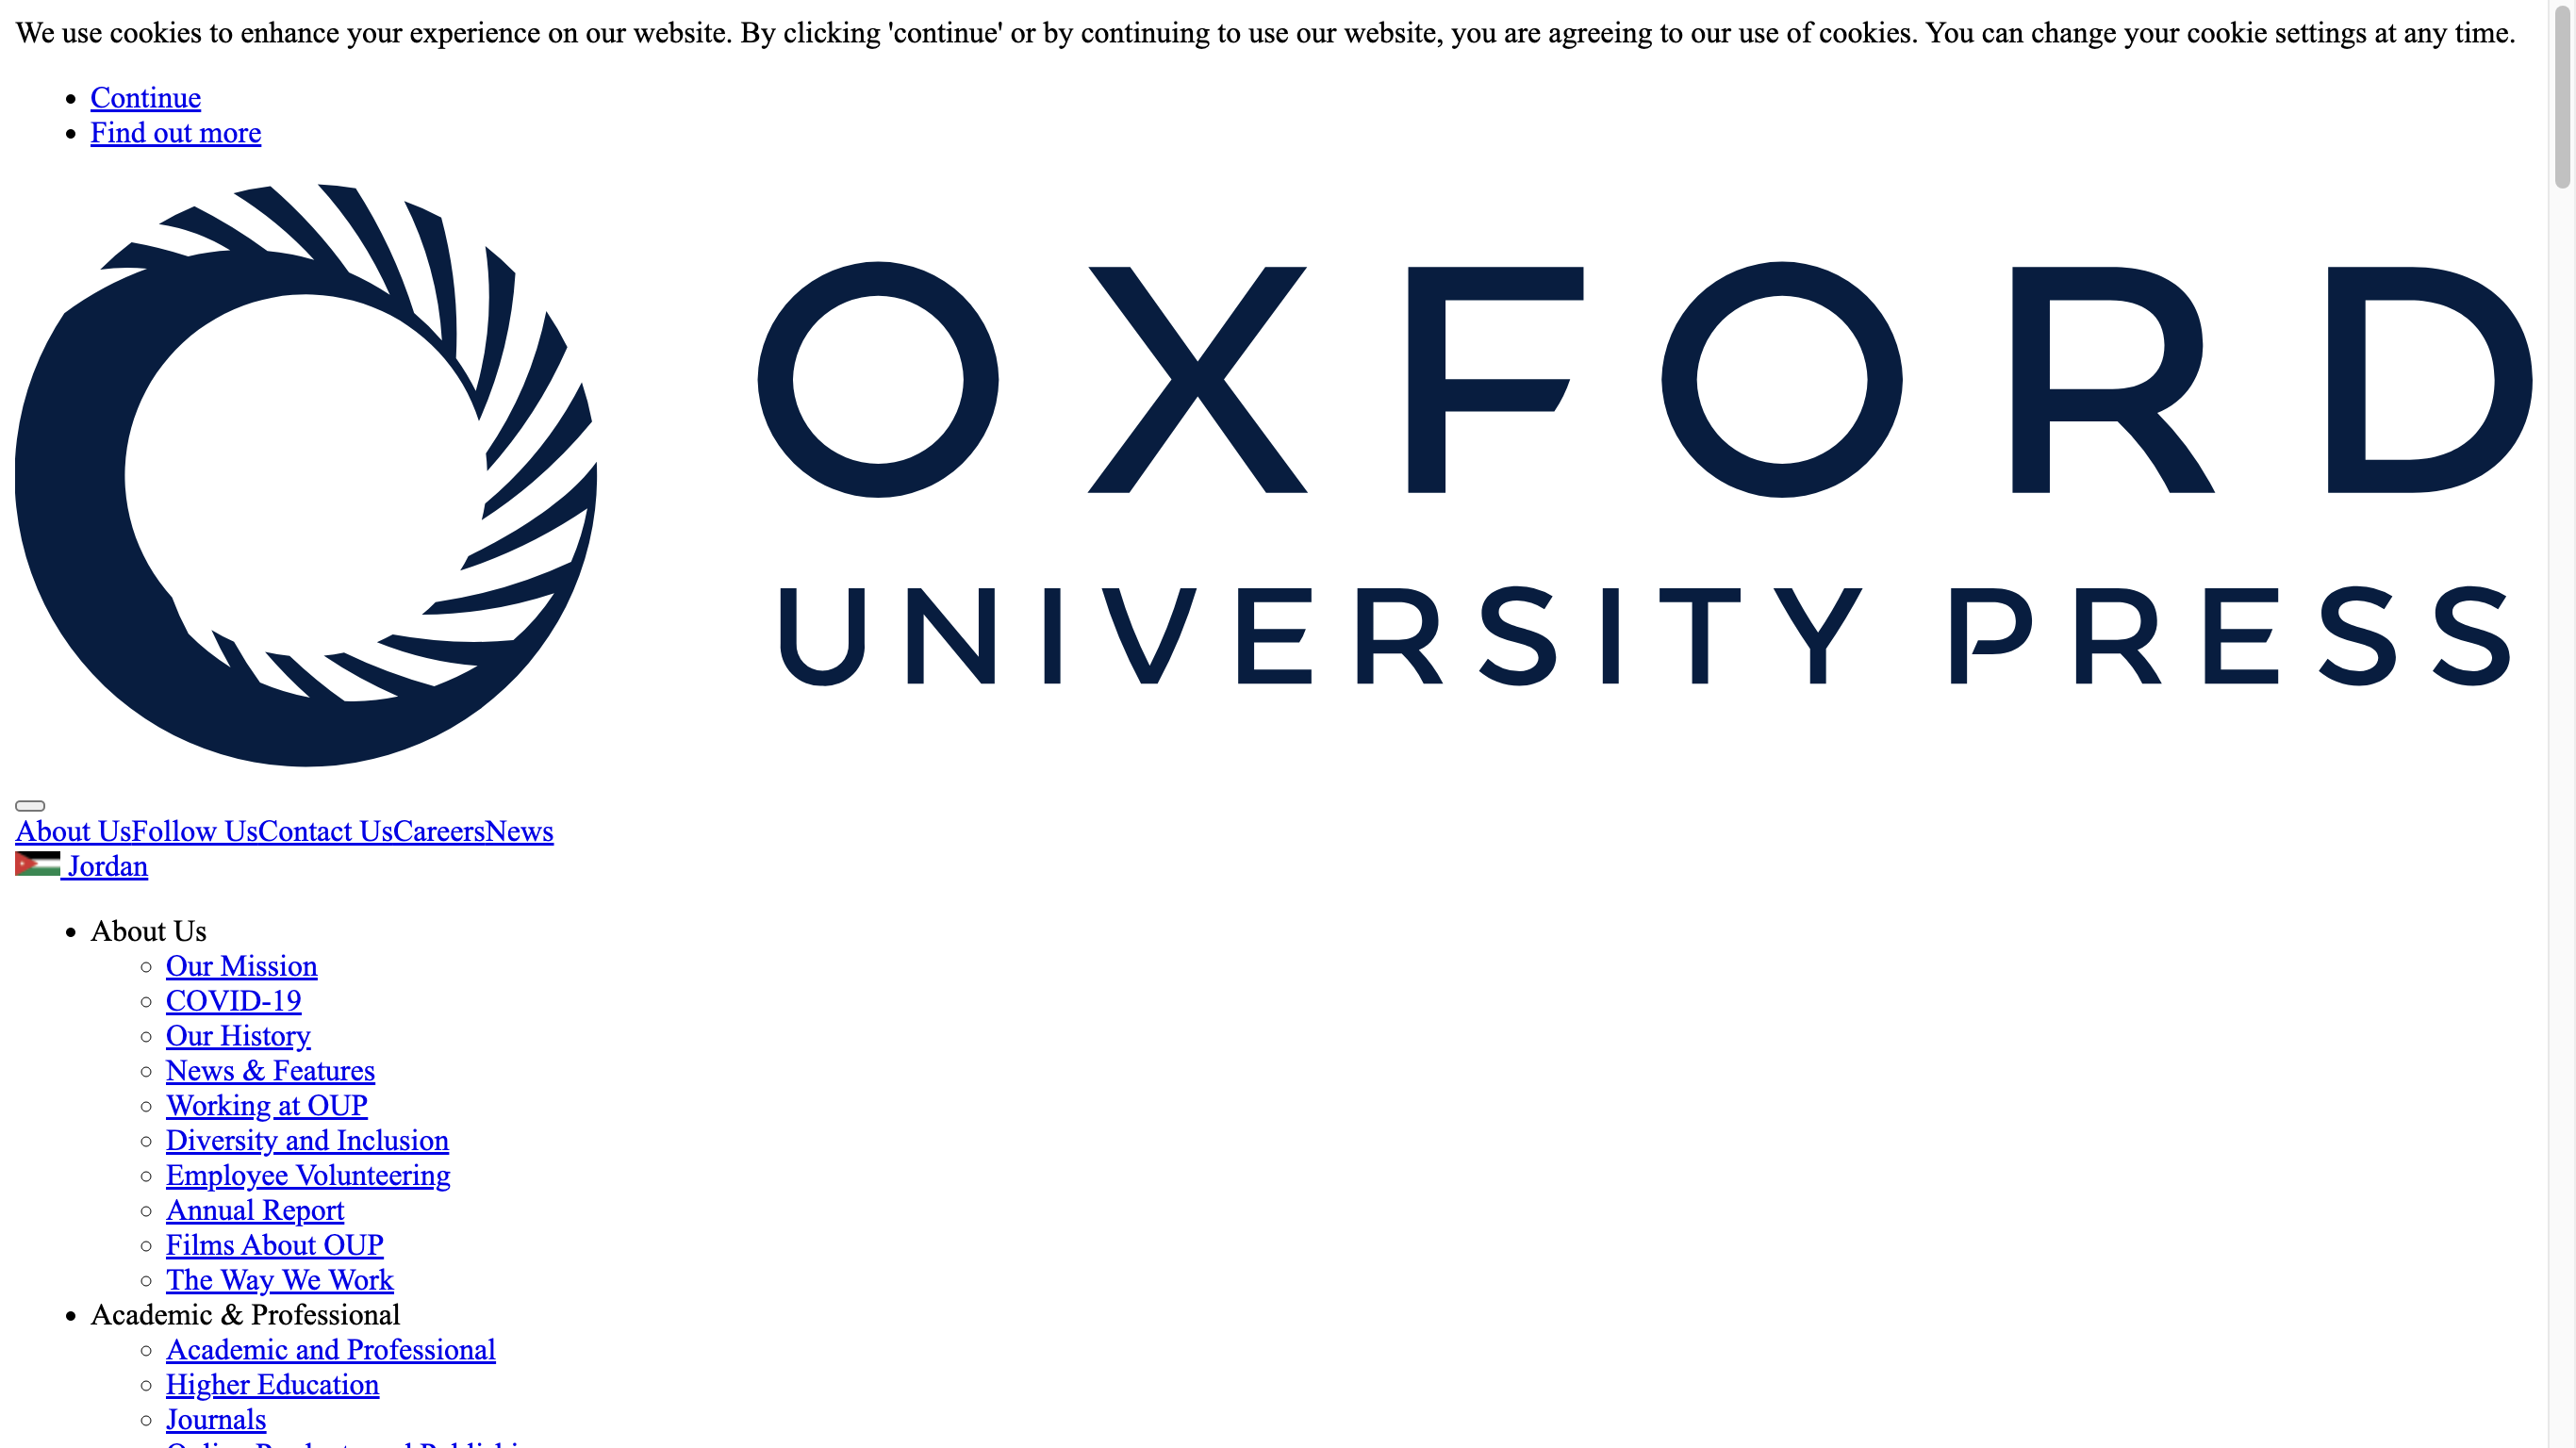 We use cookies to enhance your experience on our website. By clicking 'continue' or by continuing to use our website, you are agreeing to our use of cookies. You can change your cookie settings at any time.
Continue
Find out more
OXFORD
UNIVERSITY PRESS
About UsFollow UsContact UsCareersNews
Jordan
About Us
Our Mission
COVID-19
Our History
News & Features
Working at OUP
Diversity and Inclusion
Employee Volunteering
Annual Report
Films About OUP
The Way We Work
Academic & Professional
Academic and Professional
Higher Education
Journals